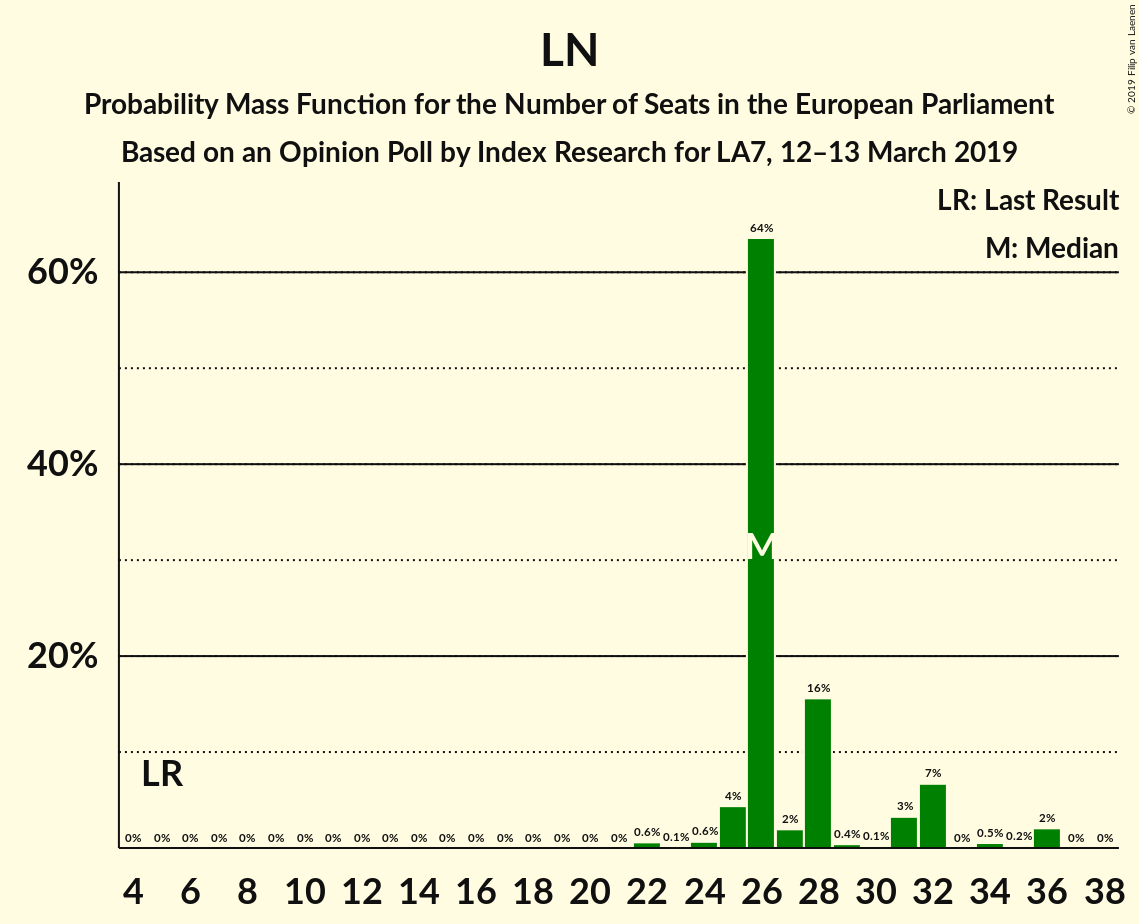 LN
Probability Mass Function for the Number of Seats in the European Parliament
Based on an Opinion Poll by Index Research for LA7, 12–13 March 2019
© 2019 Filip van Laenen
LR: Last Result
M: Median
60%
40%
20%
64%
M
16%
LR
0% 0% 0% 0% 0% 0% 0% 0% 0% 0% 0% 0% 0% 0% 0% 0% 0% 0% 0.6% 0.1% 0.6% 4% 2% 0.4% 0.1% 3% 7% 0% 0.5% 0.2% 2% 0% 0%
4 6 8 10 12 14 16 18 20 22 24 26 28 30 32 34 36 38